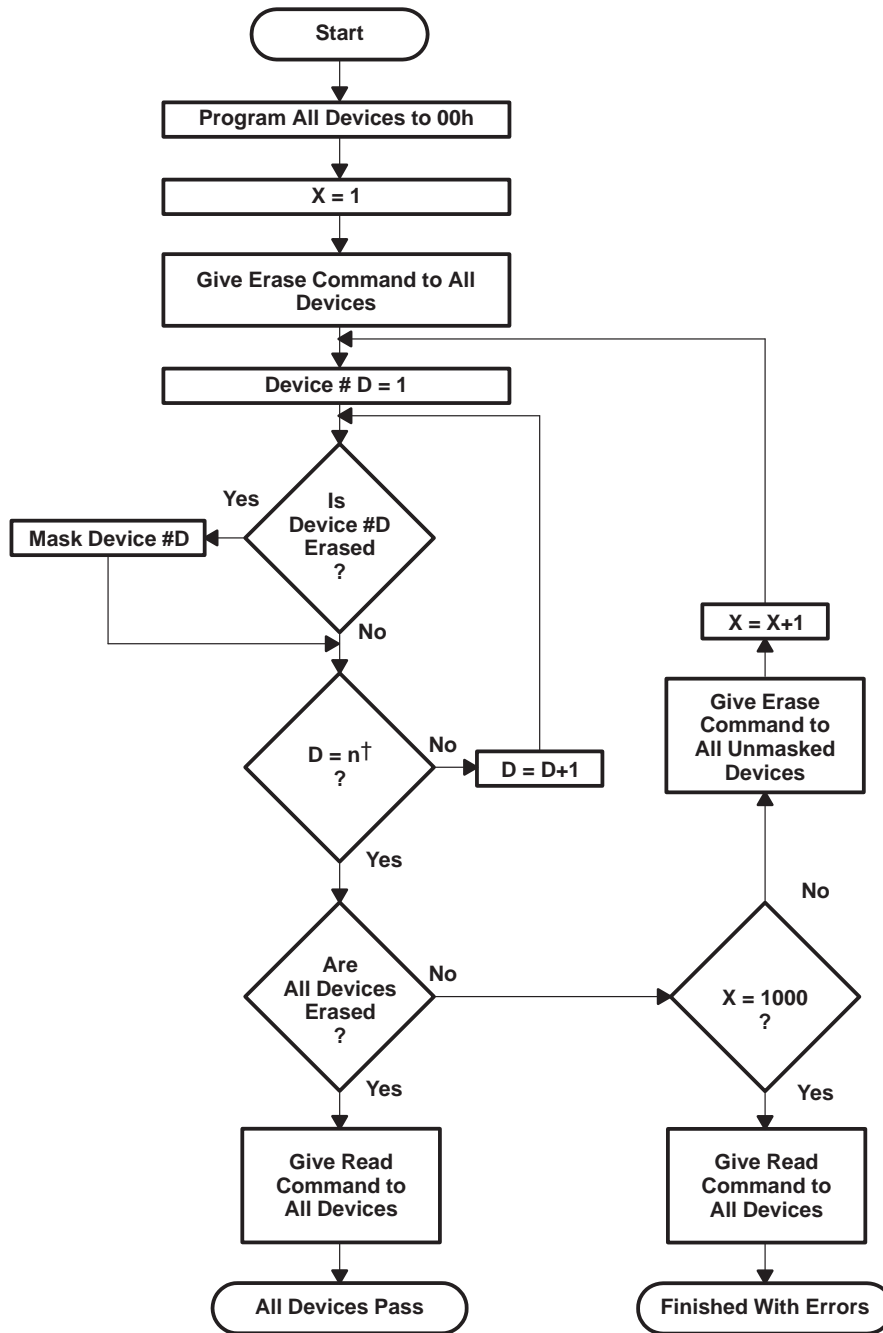 Start
Program All Devices to 00h
X = 1
Give Erase Command to All
Devices
Device # D = 1
Yes
Is
Device #D
Erased
?
Mask Device #D
No
D = n†
?
No
D = D+1
Yes
Are
All Devices
Erased
?
No
X = 1000
?
No
Give Erase
Command to
All Unmasked
Devices
X = X+1
Yes
Yes
Give Read
Command to
All Devices
Give Read
Command to
All Devices
All Devices Pass
Finished With Errors